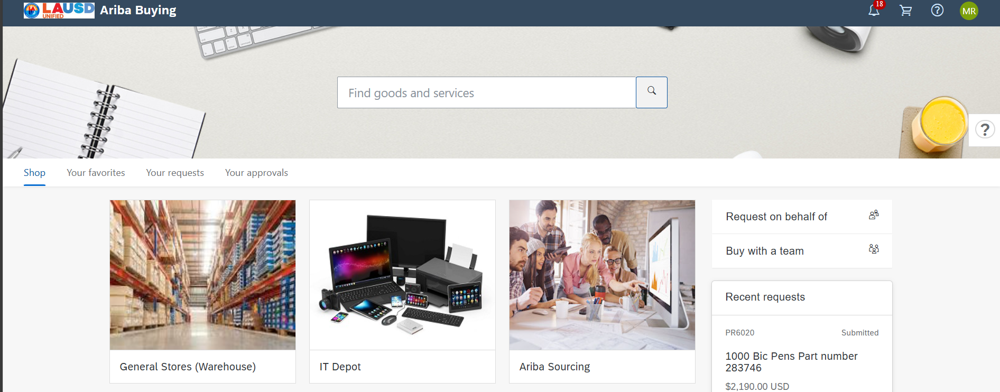 LAUSD
UNIFIED
Ariba Buying
18
MR
Find goods and services
?
Shop
Your favorites
Your requests
Your approvals
General Stores (Warehouse)
IT Depot
Ariba Sourcing
Request on behalf of
Buy with a team
Recent requests
PR6020
Submitted
1000 Bic Pens Part number
283746
$2,190.00 USD